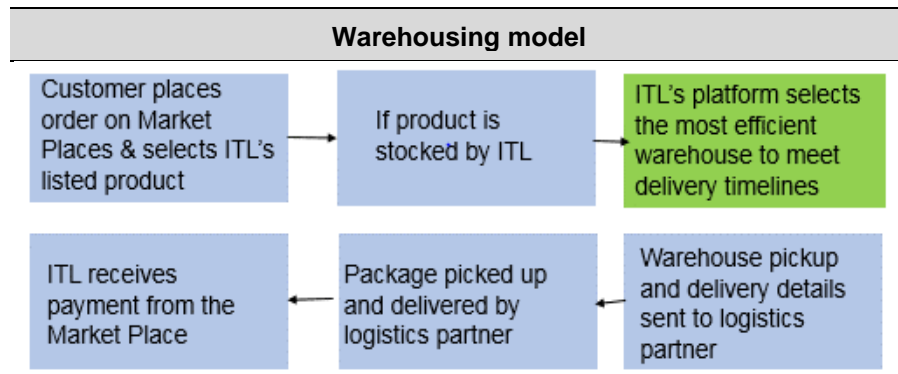 Warehousing model
Customer places
order on Market
Places & selects ITL's
listed product
If product is
stocked by ITL
ITL's platform selects
the most efficient
warehouse to meet
delivery timelines
Warehouse pickup
and delivery details
sent to logistics
partner
Package picked up
and delivered by
logistics partner
ITL receives
payment from the
Market Place